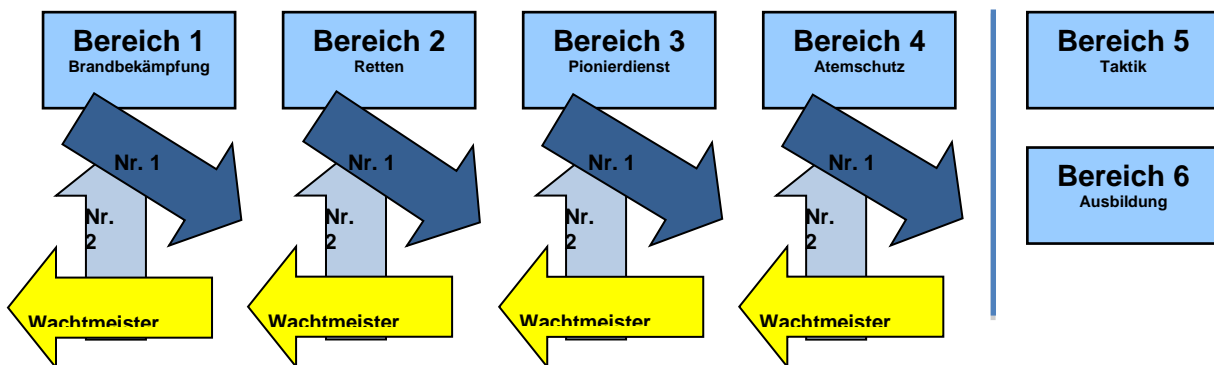 Bereich 1
Brandbekämpfung
Bereich 2
Retten
Bereich 3
Pionierdienst
Bereich 4
Atemschutz
Bereich 5
Taktik
Nr. 1
Nr. 1
Nr. 1
Nr. 1
Bereich 6
Ausbildung
Nr.
2
Nr.
2
Nr.
2
Nr.
2
Wachtmeister
Wachtmeister
Wachtmeister
Wachtmeister